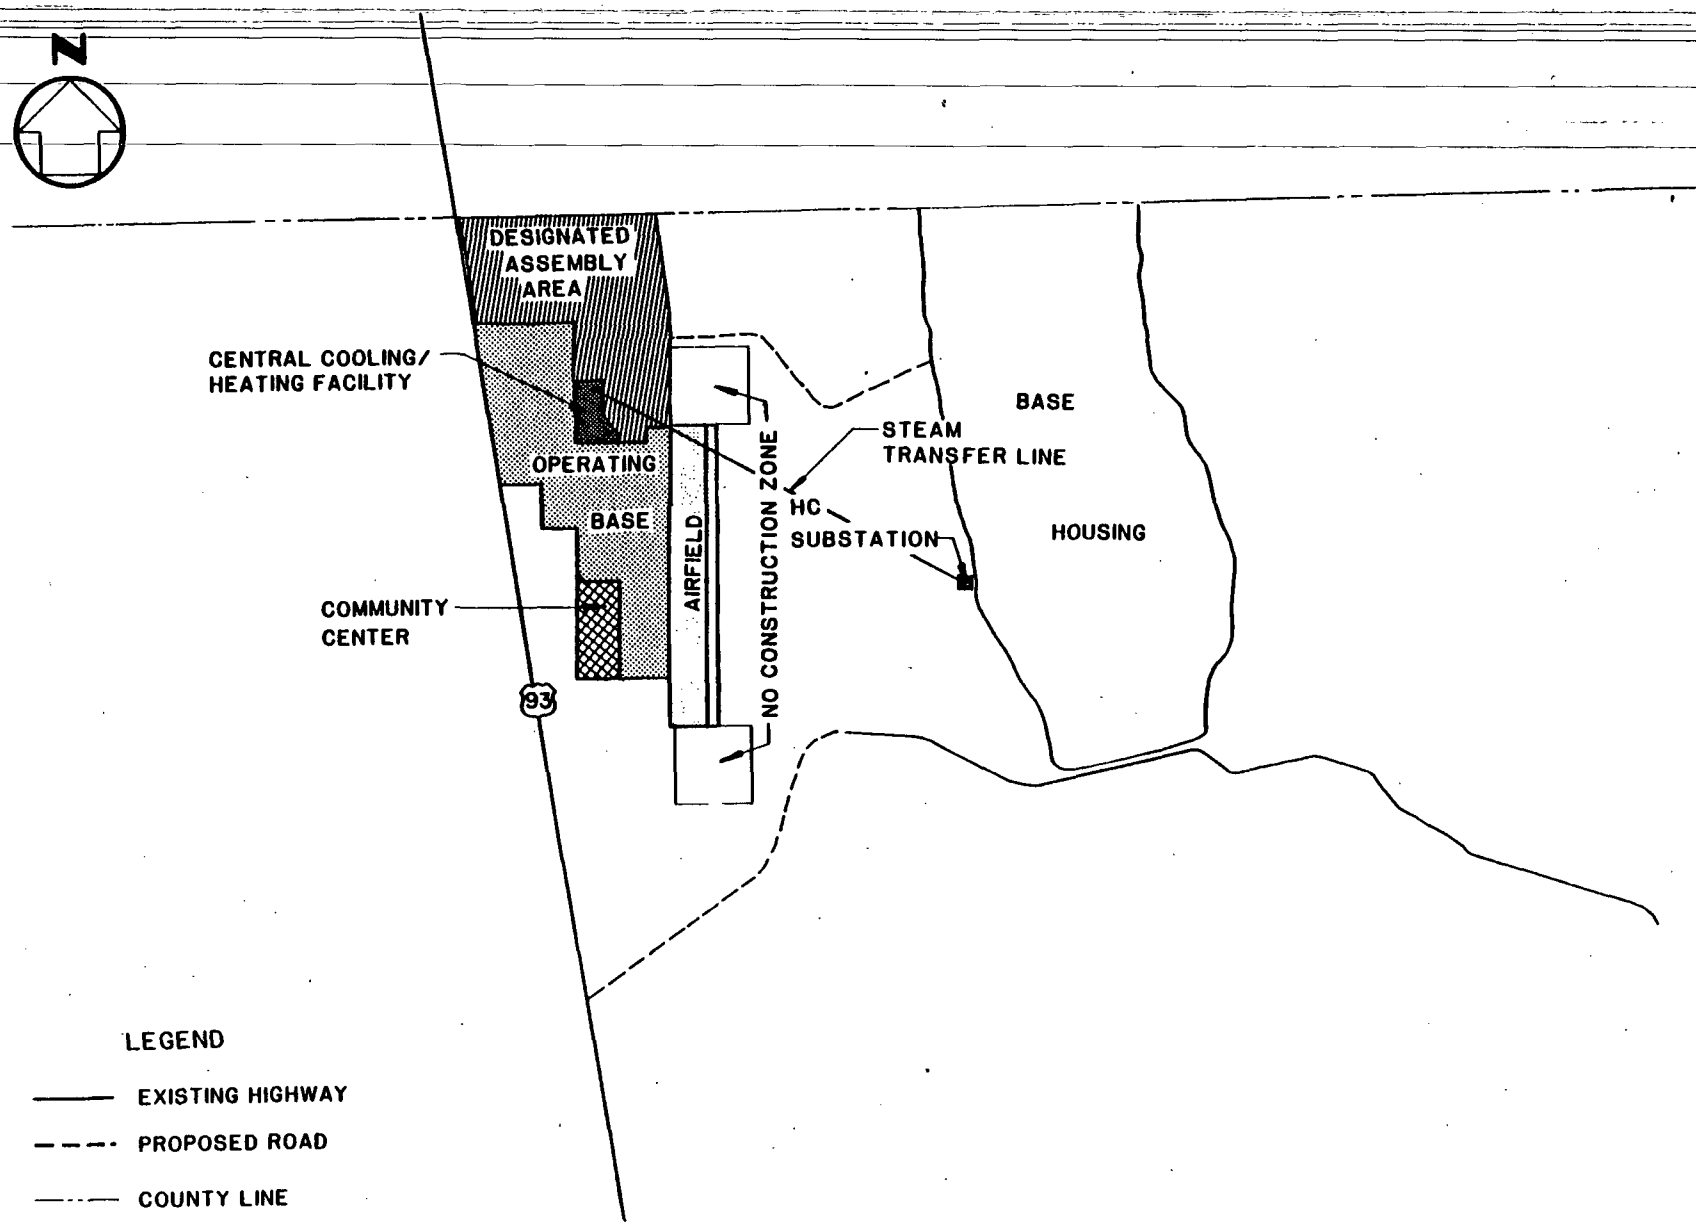 N
DESIGNATED
ASSEMBLY
AREA
CENTRAL COOLING/
HEATING FACILITY
OPERATING
BASE
AIRFIELD
NO CONSTRUCTION ZONE
STEAM
TRANSFER LINE
HC
SUBSTATION
BASE
HOUSING
COMMUNITY
CENTER
93
LEGEND
EXISTING HIGHWAY
PROPOSED ROAD
COUNTY LINE